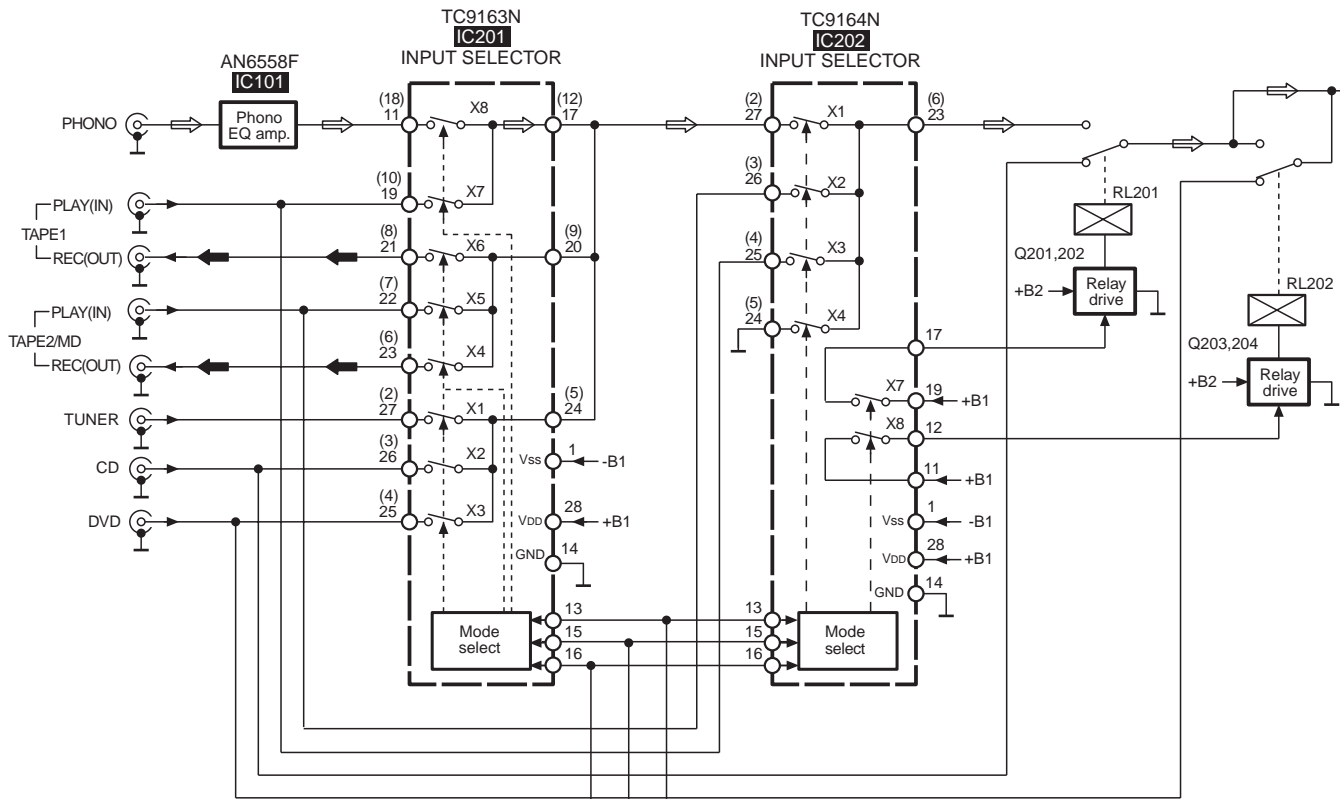 TC9163N
IC201
INPUT SELECTOR
TC9164N
IC202
INPUT SELECTOR
AN6558F
IC101
PHONO
Phono
EQ amp.
(18)
11
X8
(12)
17
(2)
27
X1
(6)
23
(10)
19
X7
(3)
26
X2
TAPE1
PLAY(IN)
REC(OUT)
(8)
21
X6
(9)
20
(4)
25
X3
RL201
Q201,202
+B2
Relay
drive
TAPE2/MD
PLAY(IN)
REC(OUT)
(7)
22
X5
(5)
24
X4
17
RL202
Q203,204
+B2
Relay
drive
(6)
23
X4
X7
19
+B1
TUNER
(2)
27
X1
(5)
24
X8
12
CD
(3)
26
X2
Vss
1
-B1
11
+B1
DVD
(4)
25
X3
VDD
28
+B1
Vss
1
-B1
VDD
28
+B1
GND
14
GND
14
Mode
select
13
15
16
13
15
16
Mode
select